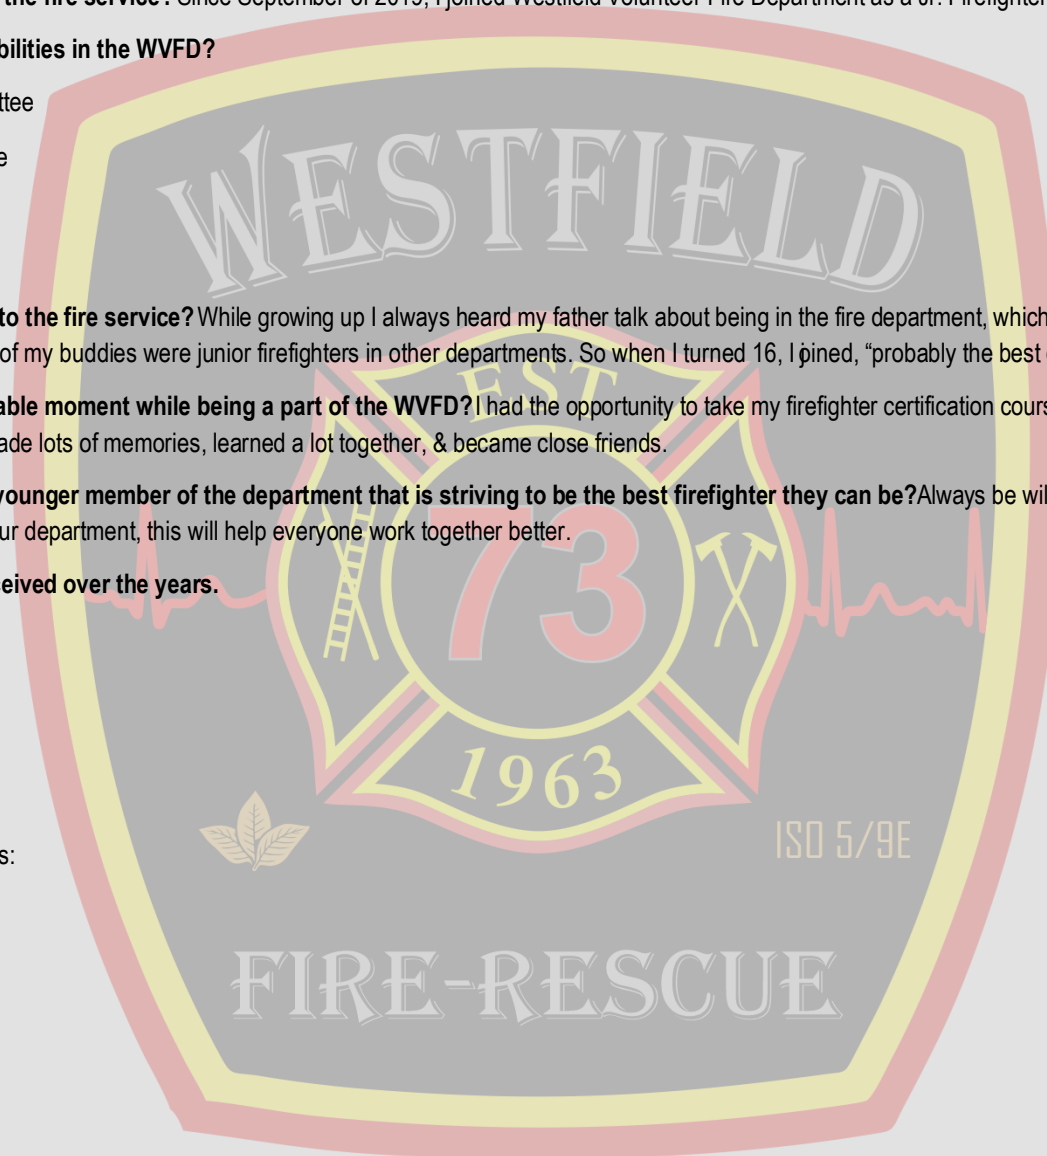 the fire service? Since September of 2019, I joined Westfield Volunteer Fire Department as a Jr. Firefighter
bilities in the WVFD?
ttee
e
WESTFIELD
to the fire service? While growing up I always heard my father talk about being in the fire department, which
of my buddies were junior firefighters in other departments. So when I turned 16, I joined, “probably the best
EST
able moment while being a part of the WVFD?I had the opportunity to take my firefighter certification cours
ade lots of memories, learned a lot together, & became close friends.
younger member of the department that is striving to be the best firefighter they can be?Always be wil
ur department, this will help everyone work together better.
73
ceived over the years.
1963
ISO 5/9E
s:
FIRE-RESCUE